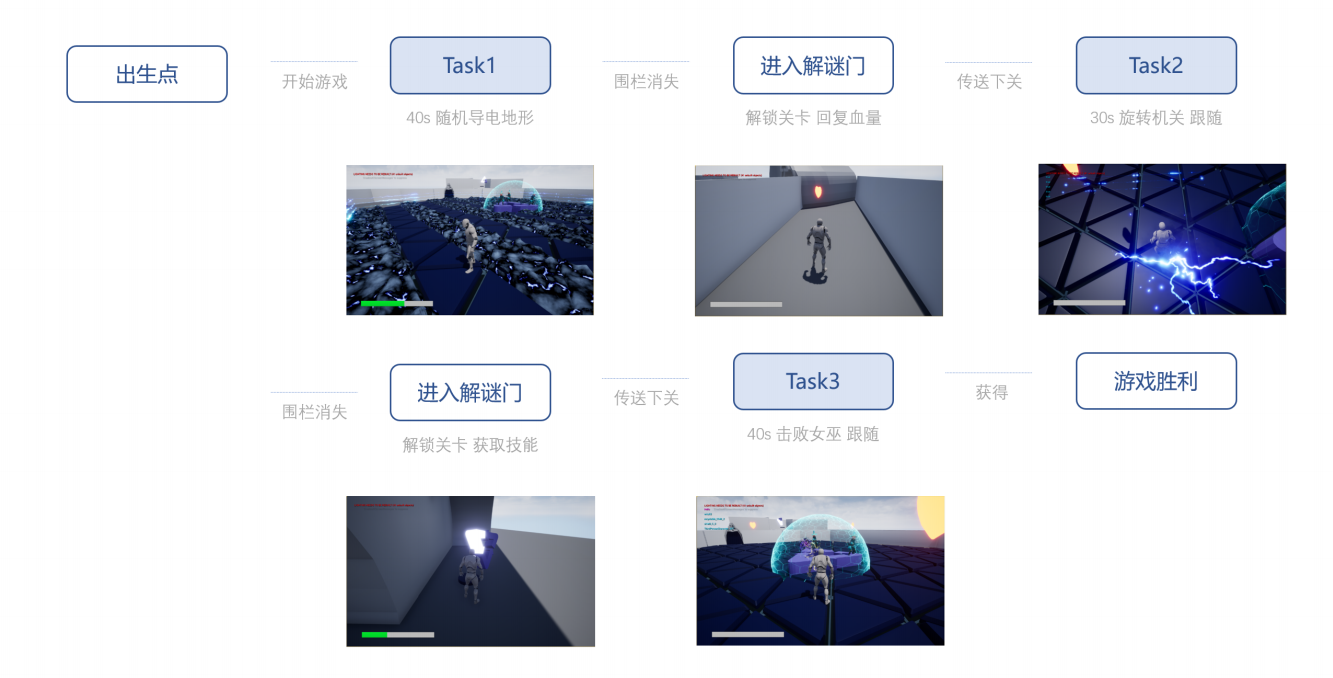 出生点
开始游戏
Task1
40s 随机导电地形
围栏消失
进入解谜门
解锁关卡 回复血量
传送下关
Task2
30s 旋转机关 跟随
围栏消失
进入解谜门
解锁关卡 获取技能
传送下关
Task3
40s 击败女巫 跟随
获得
游戏胜利